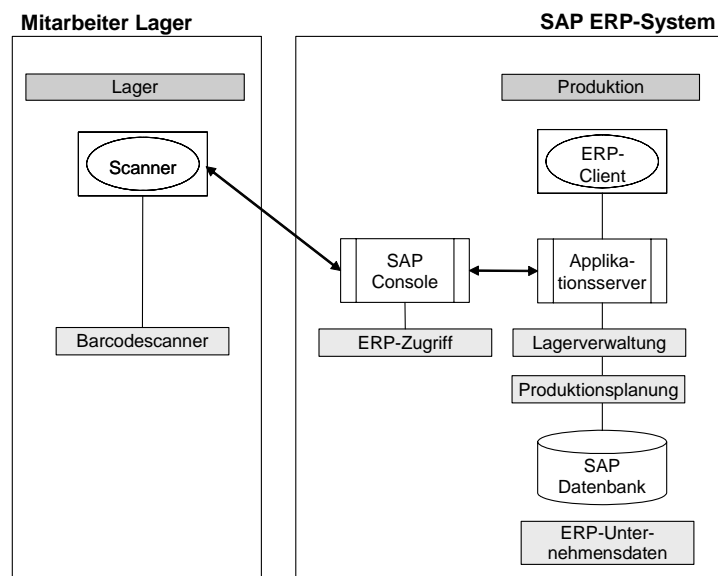 Mitarbeiter Lager
SAP ERP-System
Lager
Produktion
Scanner
ERP-
Client
SAP
Console
Applika-
tionsserver
Barcodescanner
ERP-Zugriff
Lagerverwaltung
Produktionsplanung
SAP
Datenbank
ERP-Unter-
nehmensdaten